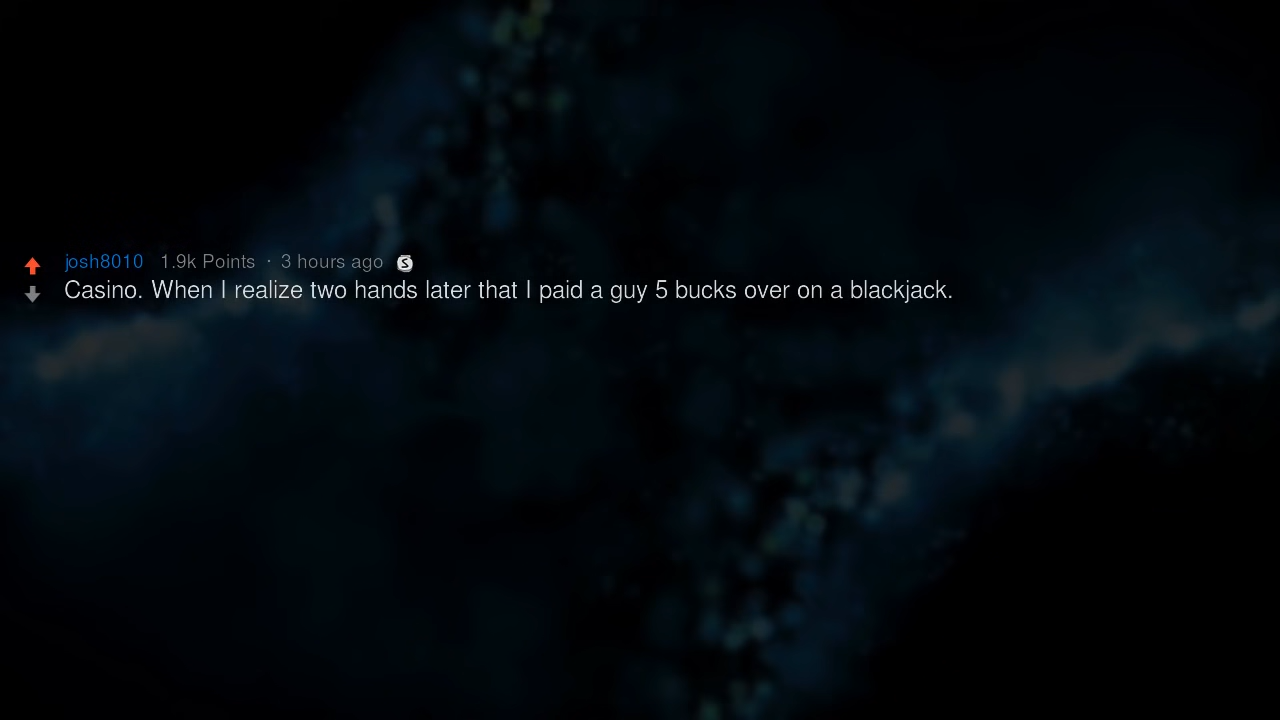 josh8010 1.9k Points · 3 hours ago S
Casino. When I realize two hands later that I paid a guy 5 bucks over on a blackjack.